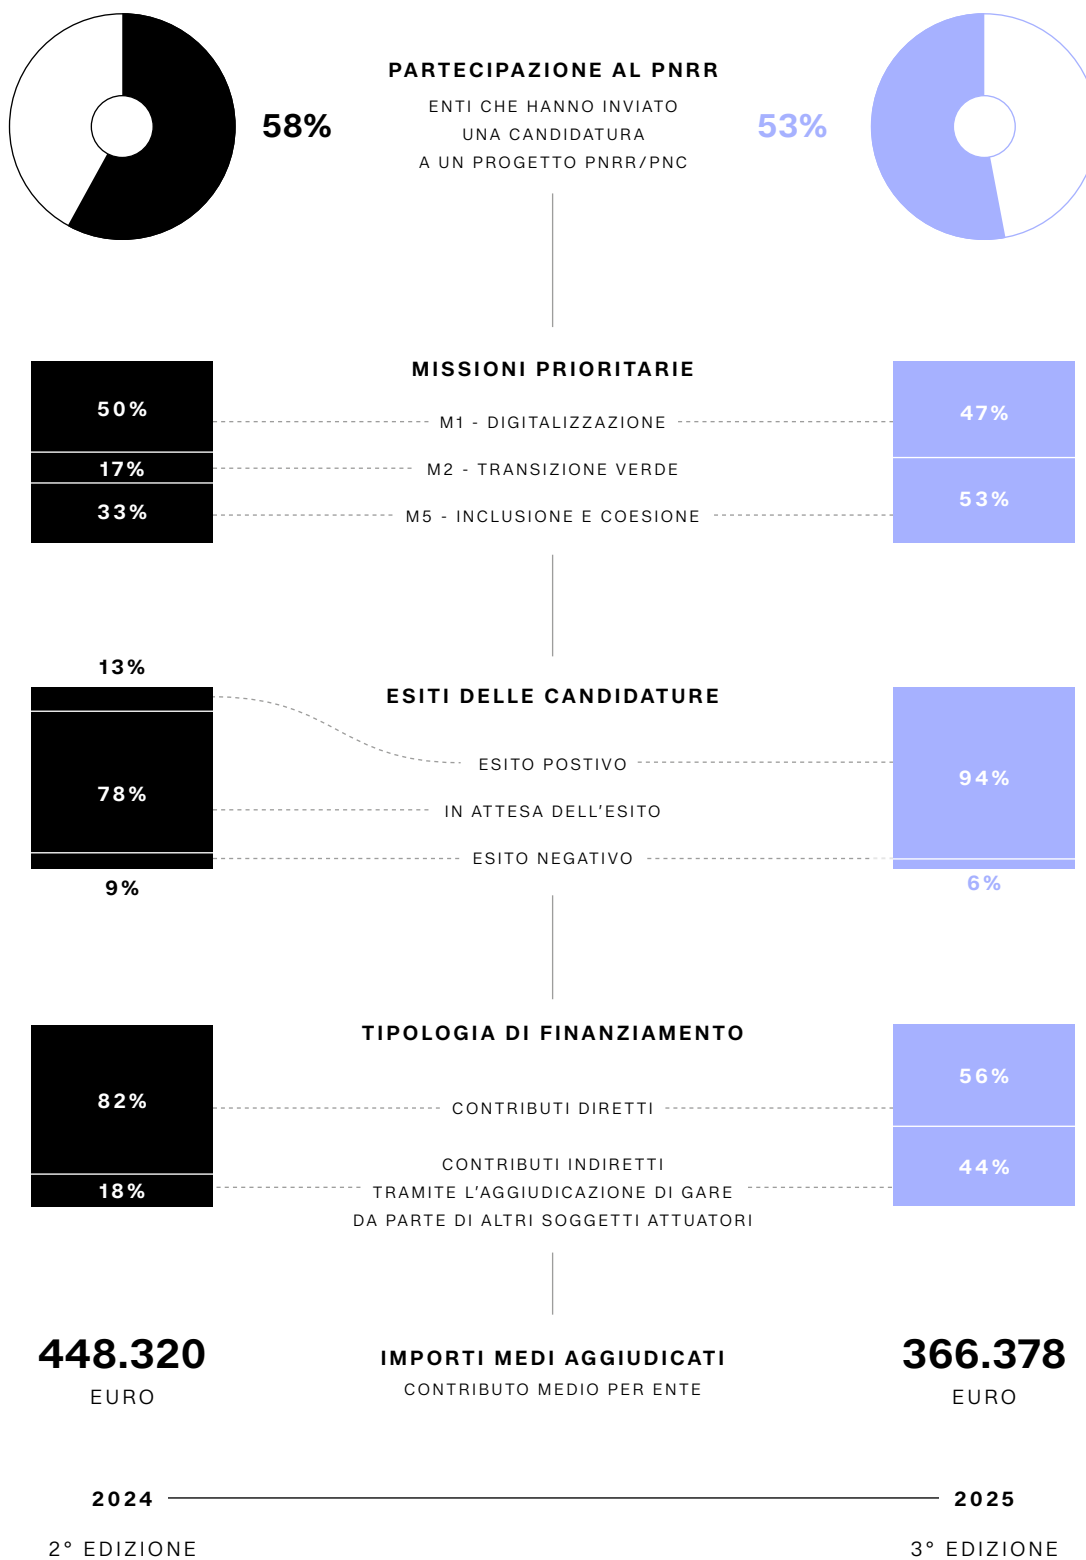 PARTECIPAZIONE AL PNRR
58%
ENTI CHE HANNO INVIATO
UNA CANDIDATURA
A UN PROGETTO PNRR/PNC
53%
MISSIONI PRIORITARIE
50%
M1 - DIGITALIZZAZIONE
47%
17%
M2 - TRANSIZIONE VERDE
33%
M5 - INCLUSIONE E COESIONE
53%
13%
ESITI DELLE CANDIDATURE
ESITO POSTIVO
94%
78%
IN ATTESA DELL'ESITO
ESITO NEGATIVO
9%
6%
TIPOLOGIA DI FINANZIAMENTO
82%
CONTRIBUTI DIRETTI
56%
18%
CONTRIBUTI INDIRETTI
TRAMITE L'AGGIUDICAZIONE DI GARE
DA PARTE DI ALTRI SOGGETTI ATTUATORI
44%
448.320
EURO
IMPORTI MEDI AGGIUDICATI
CONTRIBUTO MEDIO PER ENTE
366.378
EURO
2024
2025
2° EDIZIONE
3° EDIZIONE